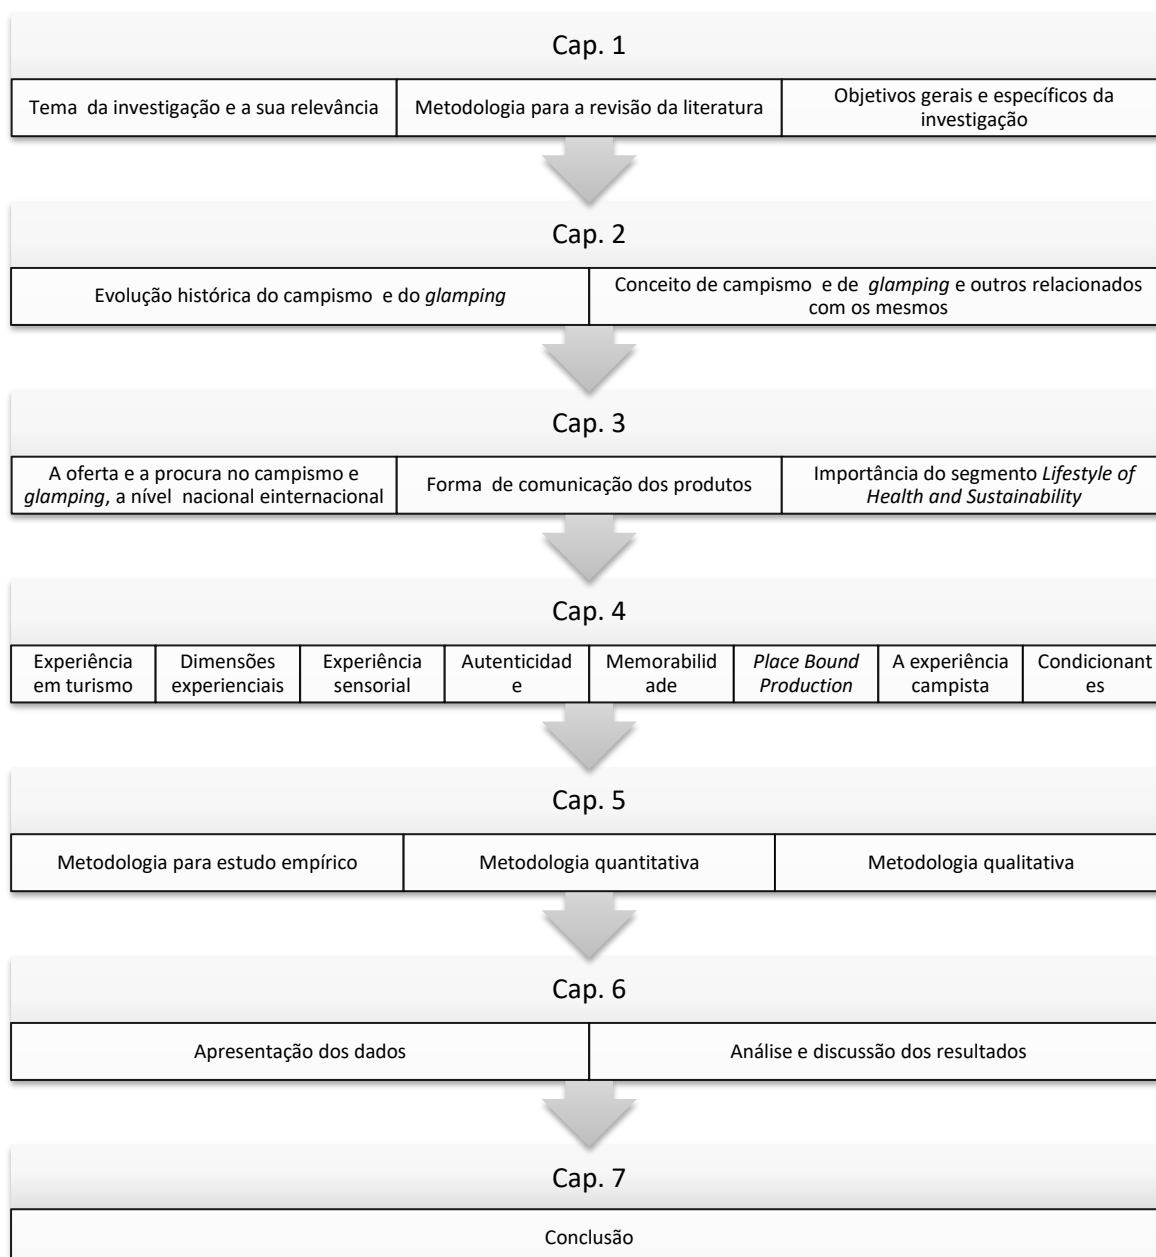 Cap. 1
Tema da investigação e a sua relevância
Metodologia para a revisão da literatura
Objetivos gerais e específicos da
investigação
Cap. 2
Evolução histórica do campismo e do glamping
Conceito de campismo e de glamping e outros relacionados
com os mesmos
Cap. 3
A oferta e a procura no campismo e
glamping, a nível nacional einternacional
Forma de comunicação dos produtos
Importância do segmento Lifestyle of
Health and Sustainability
Cap. 4
Experiência
em turismo
Dimensões
experienciais
Experiência
sensorial
Autenticidad
e
Memorabilid
ade
Place Bound
Production
A experiência
campista
Condicionant
es
Cap. 5
Metodologia para estudo empírico
Metodologia quantitativa
Metodologia qualitativa
Cap. 6
Apresentação dos dados
Análise e discussão dos resultados
Cap. 7
Conclusão